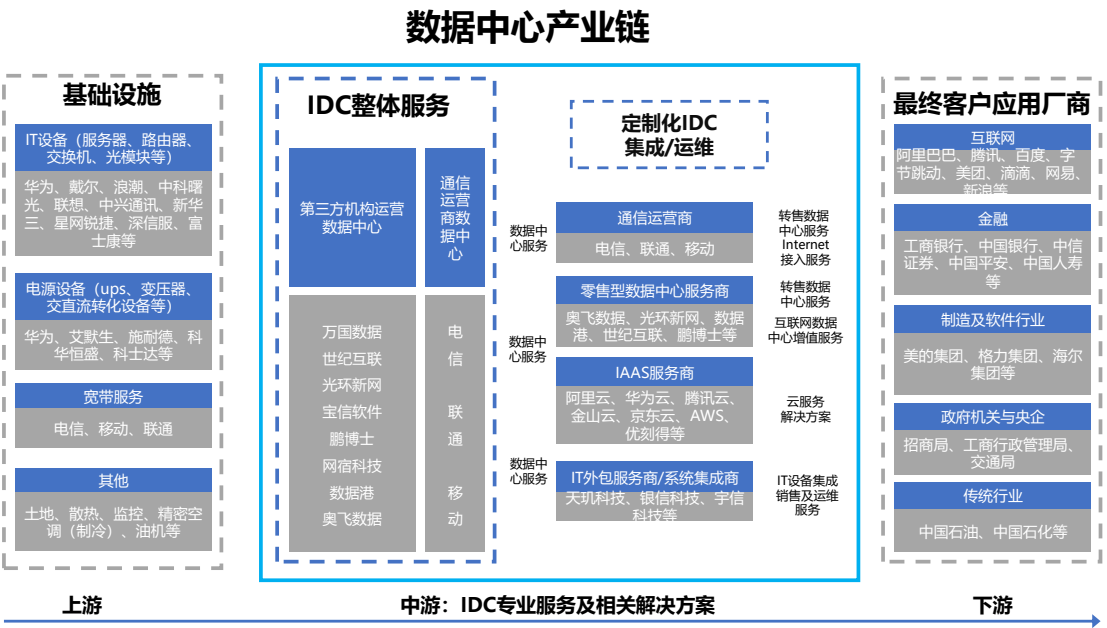 数据中心产业链
基础设施
IT设备（服务器、路由器、
交换机、光模块等）
华为、戴尔、浪潮、中科曙
光、联想、中兴通讯、新华
三、星网锐捷、深信服、富
士康等
电源设备（ups、变压器、
交直流转化设备等）
华为、艾默生、施耐德、科
华恒盛、科士达等
宽带服务
电信、移动、联通
其他
土地、散热、监控、精密空
调（制冷）、油机等
IDC整体服务
第三方机构运营
数据中心
通信
运营
商数
据中
心
万国数据
世纪互联
光环新网
宝信软件
鹏博士
网宿科技
数据港
奥飞数据
电
信
联
通
移
动
定制化IDC
集成/运维
数据中
心服务
通信运营商
电信、联通、移动
转售数据
中心服务
Internet
接入服务
零售型数据中心服务商
奥飞数据、光环新网、数据
港、世纪互联、鹏博士等
转售数据
中心服务
互联网数据
中心增值服务
数据中
心服务
IAAS服务商
阿里云、华为云、腾讯云、
金山云、京东云、AWS、
优刻得等
云服务
解决方案
数据中
心服务
IT外包服务商/系统集成商
天玑科技、银信科技、宇信
科技等
IT设备集成
销售及运维
服务
最终客户应用厂商
互联网
阿里巴巴、腾讯、百度、字
节跳动、美团、滴滴、网易、
新浪等
金融
工商银行、中国银行、中信
证券、中国平安、中国人寿
等
制造及软件行业
美的集团、格力集团、海尔
集团等
政府机关与央企
招商局、工商行政管理局、
交通局
传统行业
中国石油、中国石化等
上游
中游：IDC专业服务及相关解决方案
下游